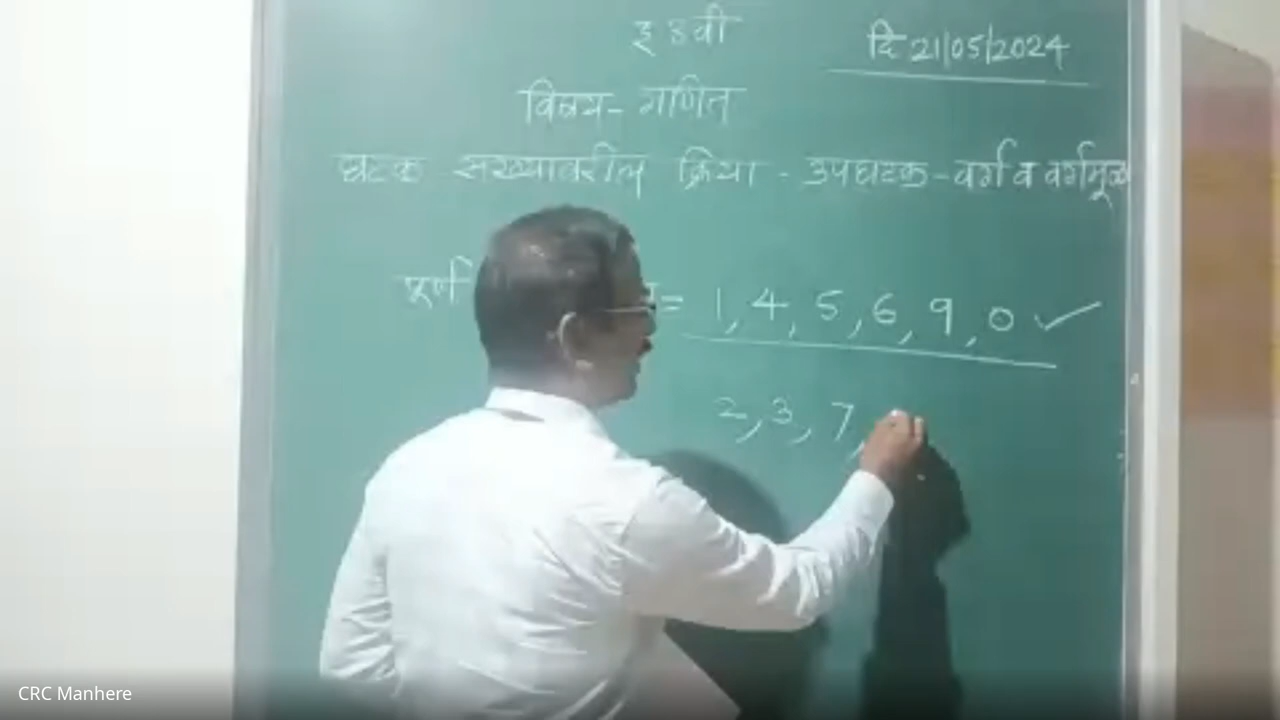 इ 8वी
दि 21/05/2024
विषय- गणित
घटक - संख्यावरील क्रिया - उपघटक-वर्ग व वर्गमूळ
पूर्ण = 1, 4, 5, 6, 9, 0 ✓
2, 3, 7,
CRC Manhere